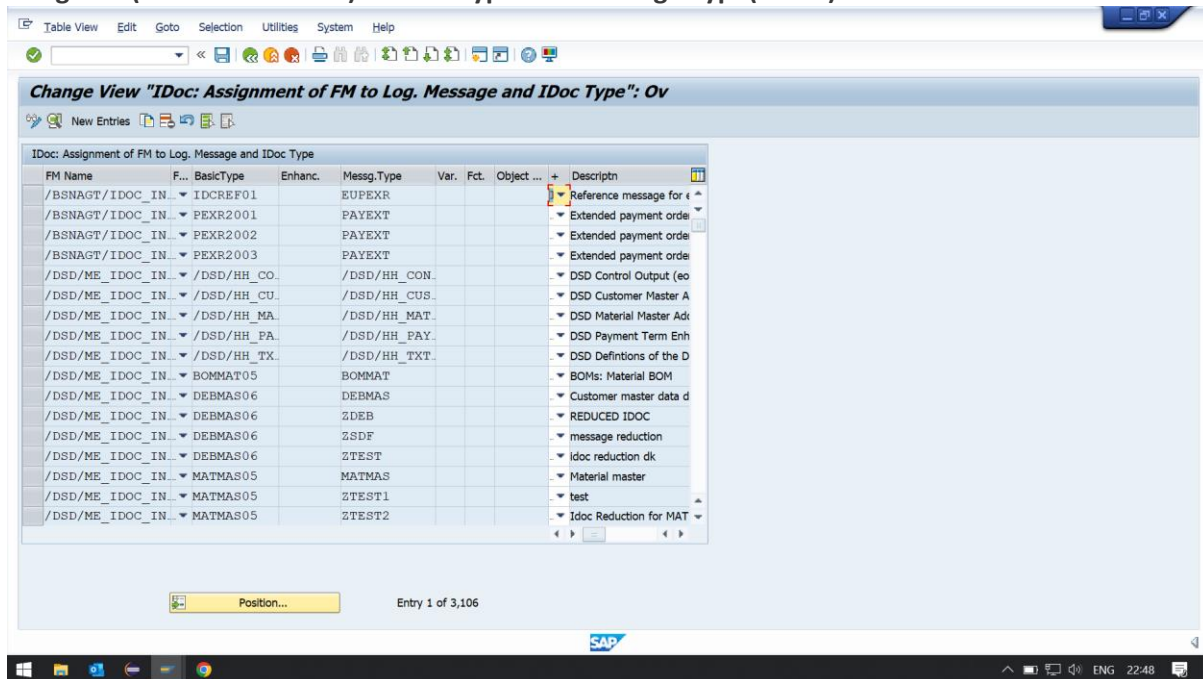 Table View Edit Goto Selection Utilities System Help
Change View "IDoc: Assignment of FM to Log. Message and IDoc Type": Ov
New Entries
IDoc: Assignment of FM to Log. Message and IDoc Type
FM Name F... BasicType Enhanc. Messg.Type Var. Fct. Object ... + Descriptn
/BSNAGT/IDOC_IN... IDCREF01 EUPEXR Reference message for e
/BSNAGT/IDOC_IN... PEXR2001 PAYEXT Extended payment order
/BSNAGT/IDOC_IN... PEXR2002 PAYEXT Extended payment order
/BSNAGT/IDOC_IN... PEXR2003 PAYEXT Extended payment order
/DSD/ME_IDOC_IN... /DSD/HH_CO... /DSD/HH_CON... DSD Control Output (eo
/DSD/ME_IDOC_IN... /DSD/HH_CU... /DSD/HH_CUS... DSD Customer Master A
/DSD/ME_IDOC_IN... /DSD/HH_MA... /DSD/HH_MAT... DSD Material Master Add
/DSD/ME_IDOC_IN... /DSD/HH_PA... /DSD/HH_PAY... DSD Payment Term Enh
/DSD/ME_IDOC_IN... /DSD/HH_TX... /DSD/HH_TXT... DSD Defintions of the D
/DSD/ME_IDOC_IN... BOMMAT05 BOMMAT BOMs: Material BOM
/DSD/ME_IDOC_IN... DEBMAS06 DEBMAS Customer master data d
/DSD/ME_IDOC_IN... DEBMAS06 ZDEB REDUCED IDOC
/DSD/ME_IDOC_IN... DEBMAS06 ZSDF message reduction
/DSD/ME_IDOC_IN... DEBMAS06 ZTEST idoc reduction dk
/DSD/ME_IDOC_IN... MATMAS05 MATMAS Material master
/DSD/ME_IDOC_IN... MATMAS05 ZTEST1 test
/DSD/ME_IDOC_IN... MATMAS05 ZTEST2 Idoc Reduction for MAT
Position... Entry 1 of 3,106
SAP
ENG 22:48